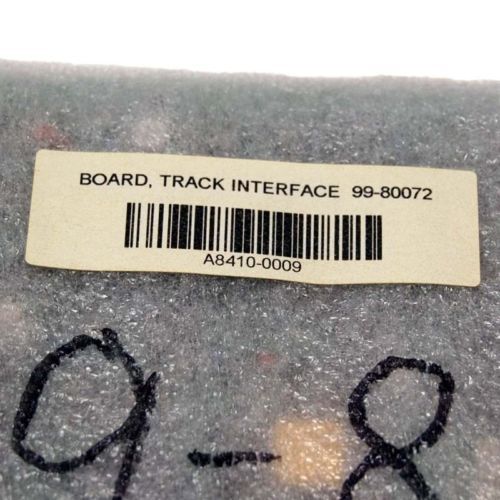 BOARD, TRACK INTERFACE 99-80072
A8410-0009
9-8